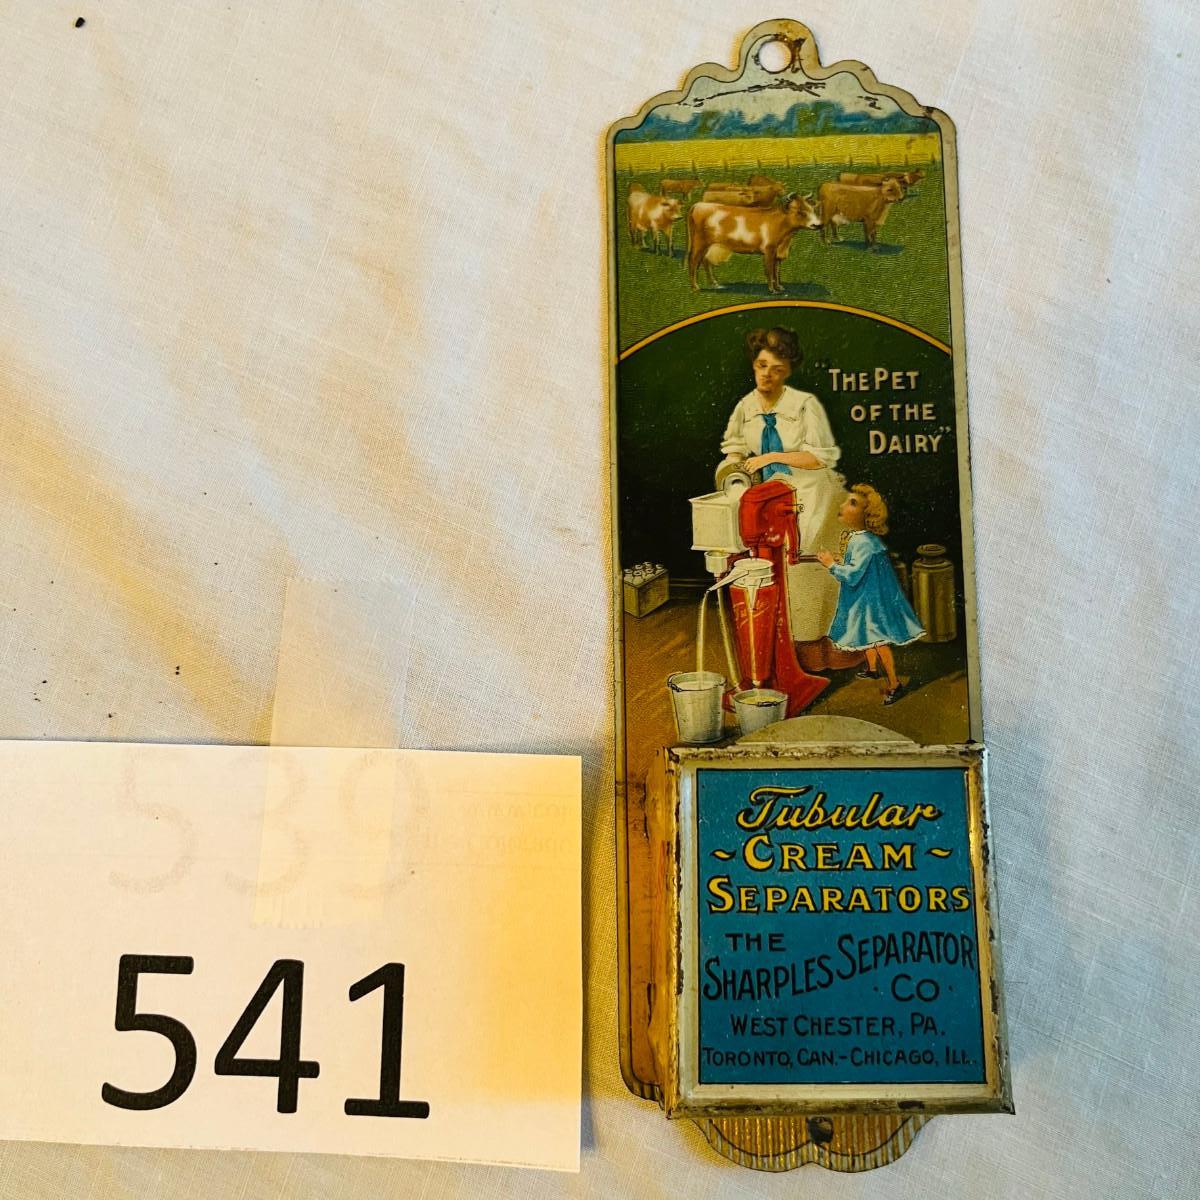 "THE PET
OF THE
DAIRY"
Tubular
~ CREAM ~
SEPARATORS
THE
SHARPLES SEPARATOR
· CO ·
WEST CHESTER, PA.
TORONTO, CAN. - CHICAGO, ILL.
539
541